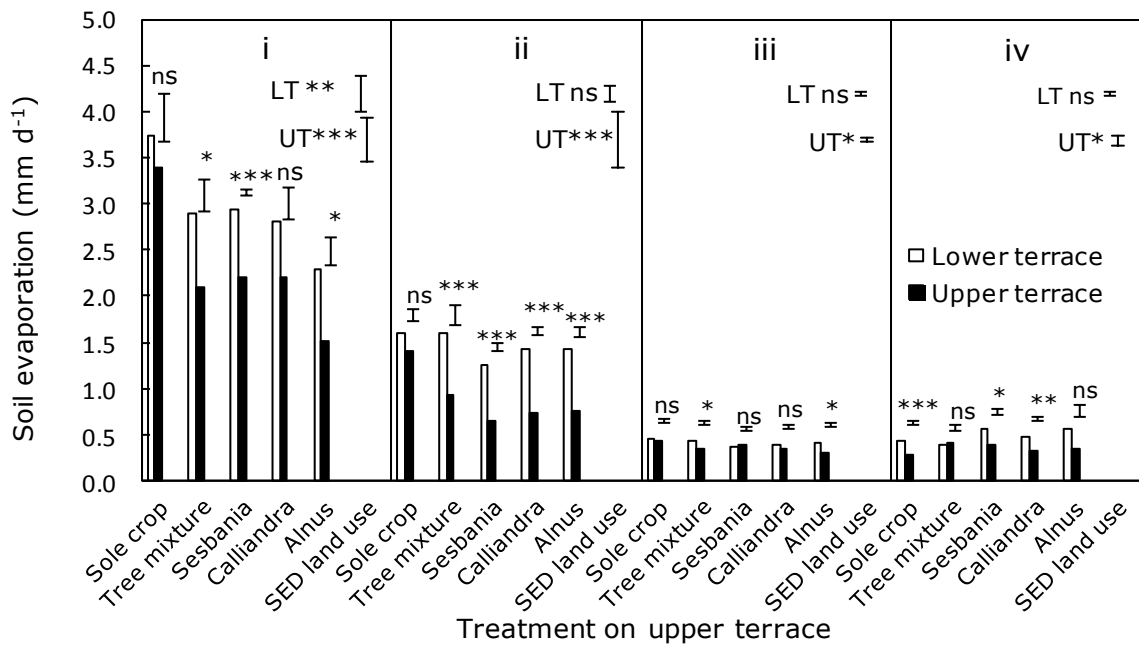 Soil evaporation (mm d-1)
5.0
4.5
4.0
3.5
3.0
2.5
2.0
1.5
1.0
0.5
0.0
i
ns
*
***
ns
*
LT **
UT***
ii
ns
***
***
***
***
LT ns
UT***
iii
ns
*
ns
ns
*
LT ns
UT*
iv
***
ns
*
**
ns
LT ns
UT*
Lower terrace
Upper terrace
Sole crop
Tree mixture
Sesbania
Calliandra
Alnus
SED land use
Sole crop
Tree mixture
Sesbania
Calliandra
Alnus
SED land use
Sole crop
Tree mixture
Sesbania
Calliandra
Alnus
SED land use
Sole crop
Tree mixture
Sesbania
Calliandra
Alnus
SED land use
Treatment on upper terrace